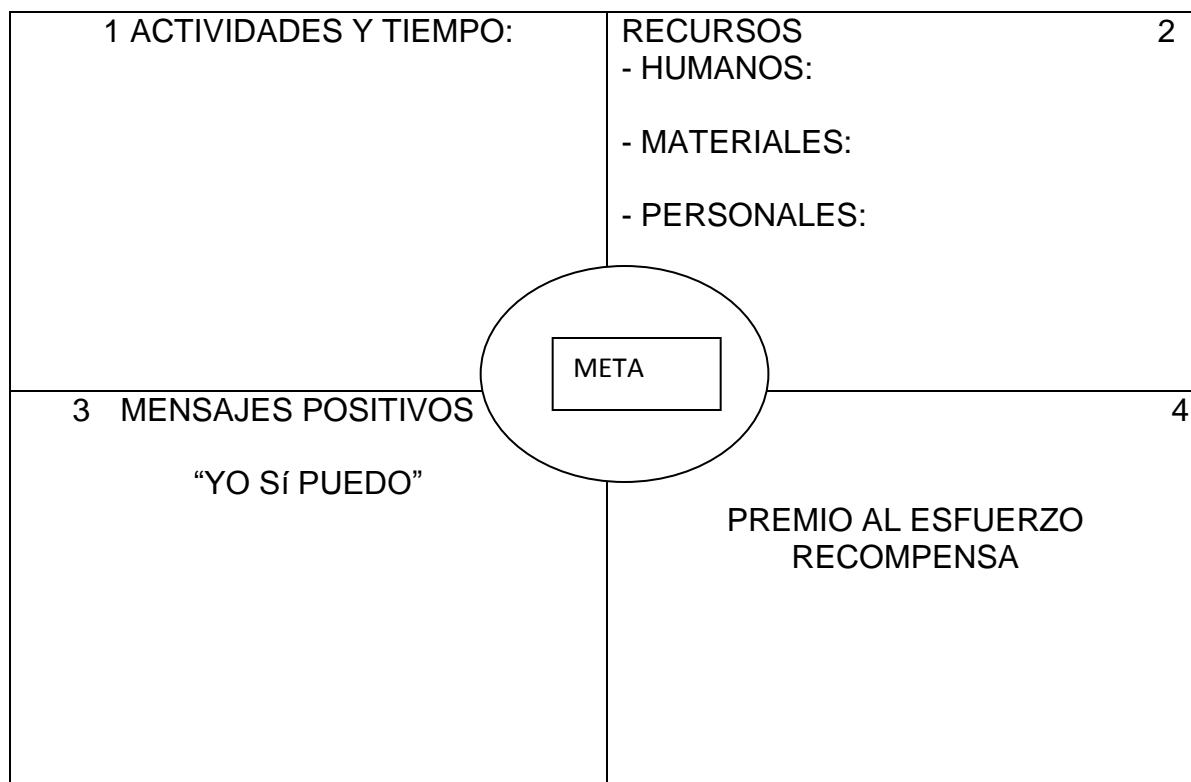 1 ACTIVIDADES Y TIEMPO:
RECURSOS 2
- HUMANOS:
- MATERIALES:
- PERSONALES:
META
3 MENSAJES POSITIVOS
“YO Sí PUEDO”
4
PREMIO AL ESFUERZO
RECOMPENSA